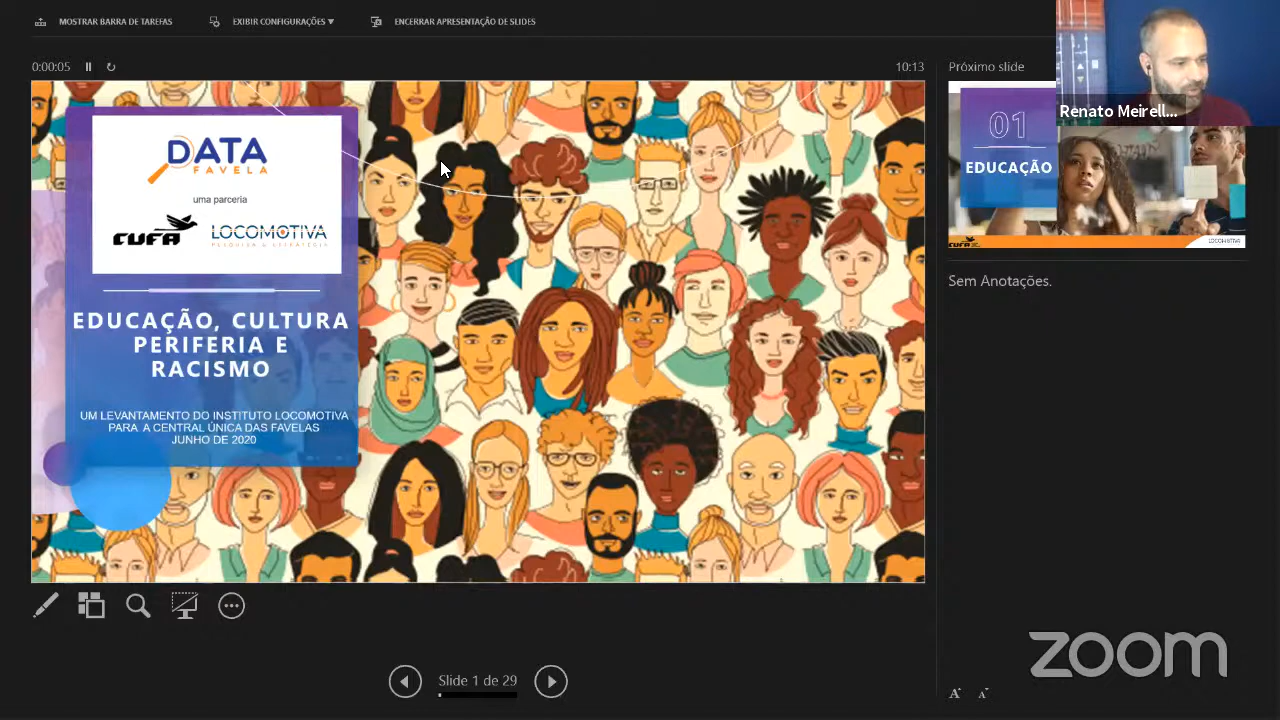 MOSTRAR BARRA DE TAREFAS
EXIBIR CONFIGURAÇÕES ▼
ENCERRAR APRESENTAÇÃO DE SLIDES
0:00:05
10:13
DATA
FAVELA
uma parceria
CUFA
LOCOMOTIVA
PESQUISA & ESTRATÉGIA
EDUCAÇÃO, CULTURA
PERIFERIA E
RACISMO
UM LEVANTAMENTO DO INSTITUTO LOCOMOTIVA
PARA A CENTRAL ÚNICA DAS FAVELAS
JUNHO DE 2020
Slide 1 de 29
Próximo slide
Renato Meirell...
01
EDUCAÇÃO
CUFA
LOCOMOTIVA
Sem Anotações.
zoom
A A